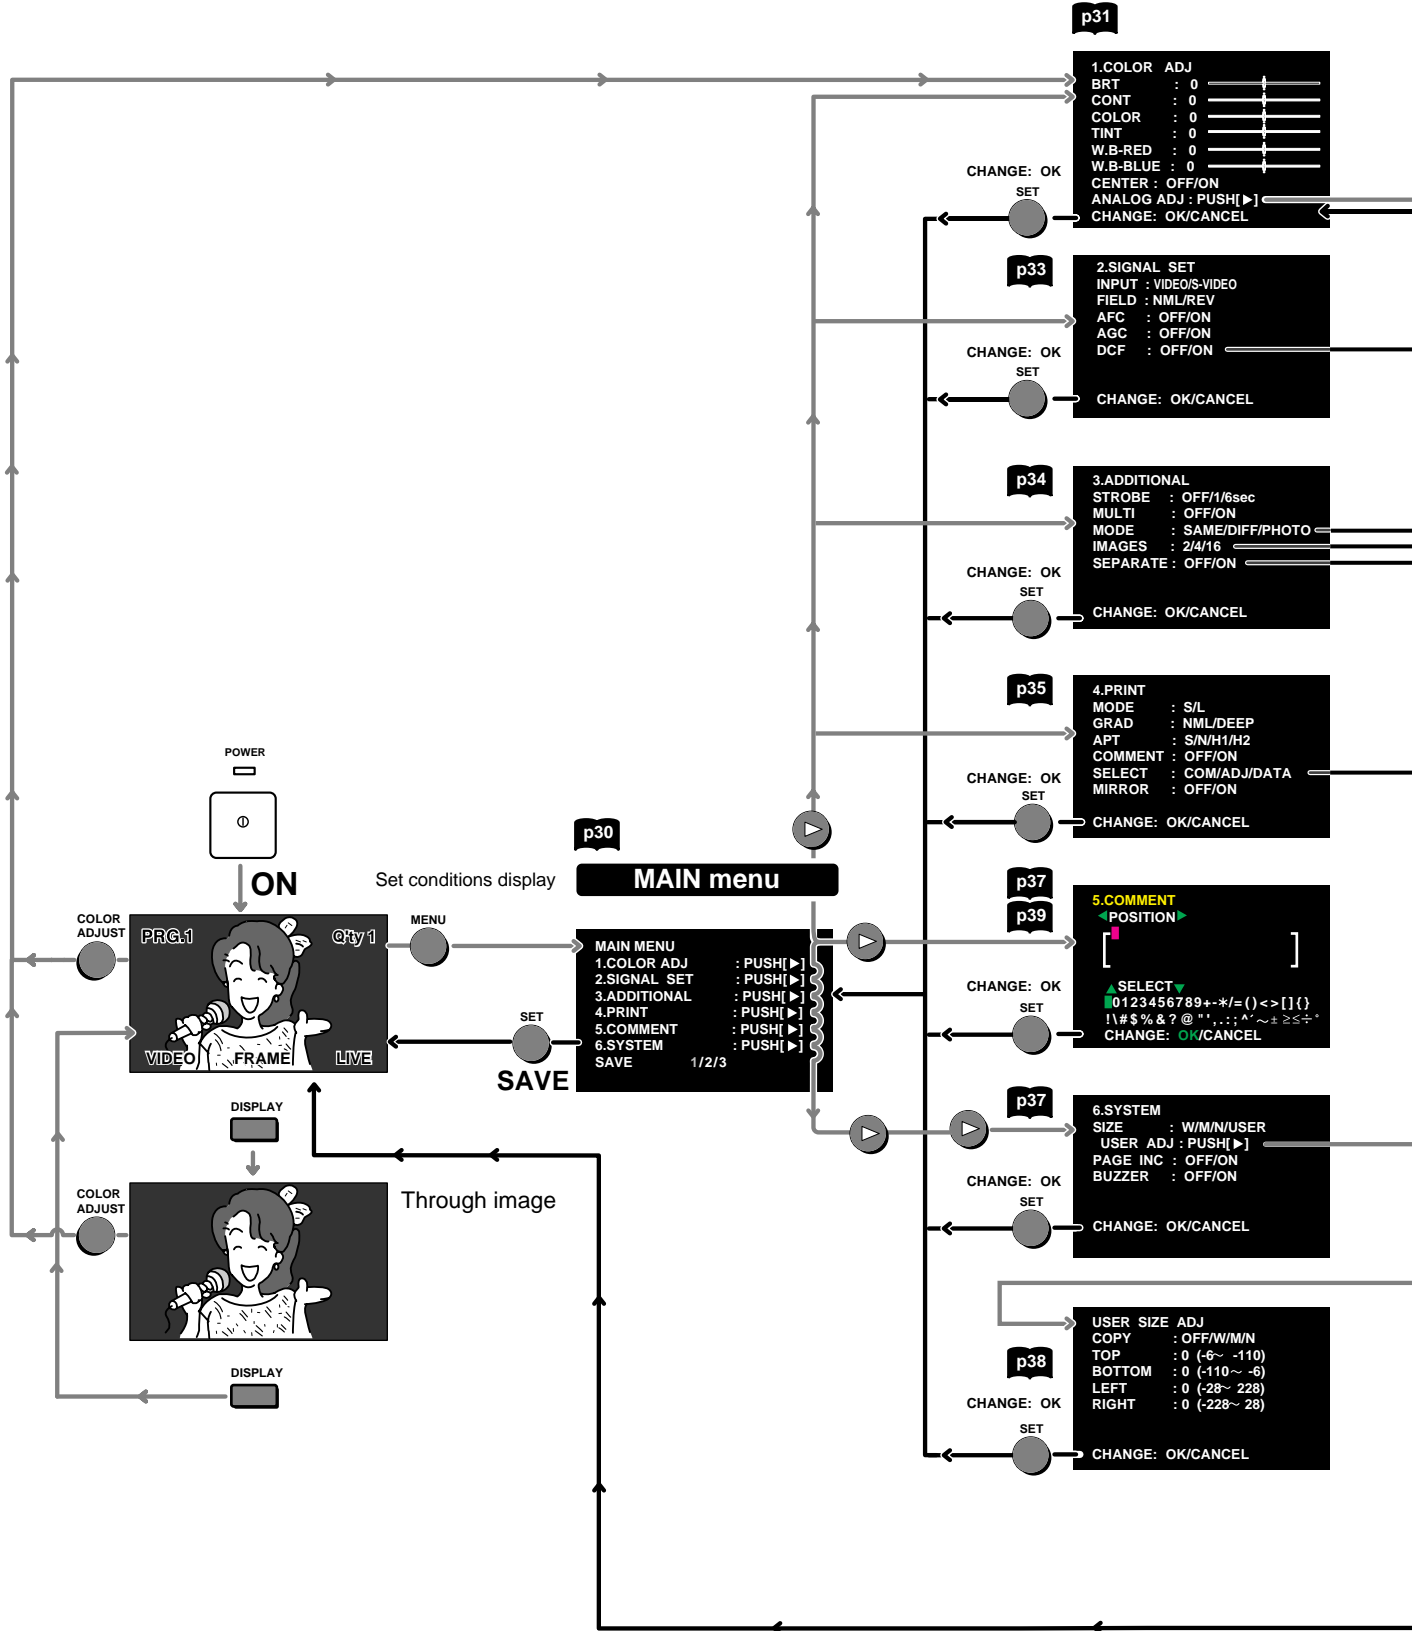 p31
1.COLOR ADJ
BRT : 0
CONT : 0
COLOR : 0
TINT : 0
W.B-RED : 0
W.B-BLUE : 0
CENTER : OFF/ON
ANALOG ADJ : PUSH[▶]
CHANGE: OK/CANCEL
CHANGE: OK
SET
p33
2.SIGNAL SET
INPUT : VIDEO/S-VIDEO
FIELD : NML/REV
AFC : OFF/ON
AGC : OFF/ON
DCF : OFF/ON
CHANGE: OK/CANCEL
CHANGE: OK
SET
p34
3.ADDITIONAL
STROBE : OFF/1/6sec
MULTI : OFF/ON
MODE : SAME/DIFF/PHOTO
IMAGES : 2/4/16
SEPARATE : OFF/ON
CHANGE: OK/CANCEL
CHANGE: OK
SET
p35
4.PRINT
MODE : S/L
GRAD : NML/DEEP
APT : S/N/H1/H2
COMMENT : OFF/ON
SELECT : COM/ADJ/DATA
MIRROR : OFF/ON
CHANGE: OK/CANCEL
CHANGE: OK
SET
POWER
ON
Set conditions display
p30
MAIN menu
COLOR
ADJUST
PRG.1
Q'ty 1
VIDEO FRAME LIVE
MENU
MAIN MENU
1.COLOR ADJ : PUSH[▶]
2.SIGNAL SET : PUSH[▶]
3.ADDITIONAL : PUSH[▶]
4.PRINT : PUSH[▶]
5.COMMENT : PUSH[▶]
6.SYSTEM : PUSH[▶]
SAVE 1/2/3
SET
SAVE
p37
p39
5.COMMENT
◀POSITION▶
[ ]
▲SELECT▼
0123456789+-*/=()<>[]{}
!\#$%&?@"',.:;^´~±≥≤÷°
CHANGE: OK/CANCEL
CHANGE: OK
SET
p37
6.SYSTEM
SIZE : W/M/N/USER
USER ADJ : PUSH[▶]
PAGE INC : OFF/ON
BUZZER : OFF/ON
CHANGE: OK/CANCEL
CHANGE: OK
SET
DISPLAY
COLOR
ADJUST
Through image
DISPLAY
p38
USER SIZE ADJ
COPY : OFF/W/M/N
TOP : 0 (-6~ -110)
BOTTOM : 0 (-110~ -6)
LEFT : 0 (-28~ 228)
RIGHT : 0 (-228~ 28)
CHANGE: OK/CANCEL
CHANGE: OK
SET